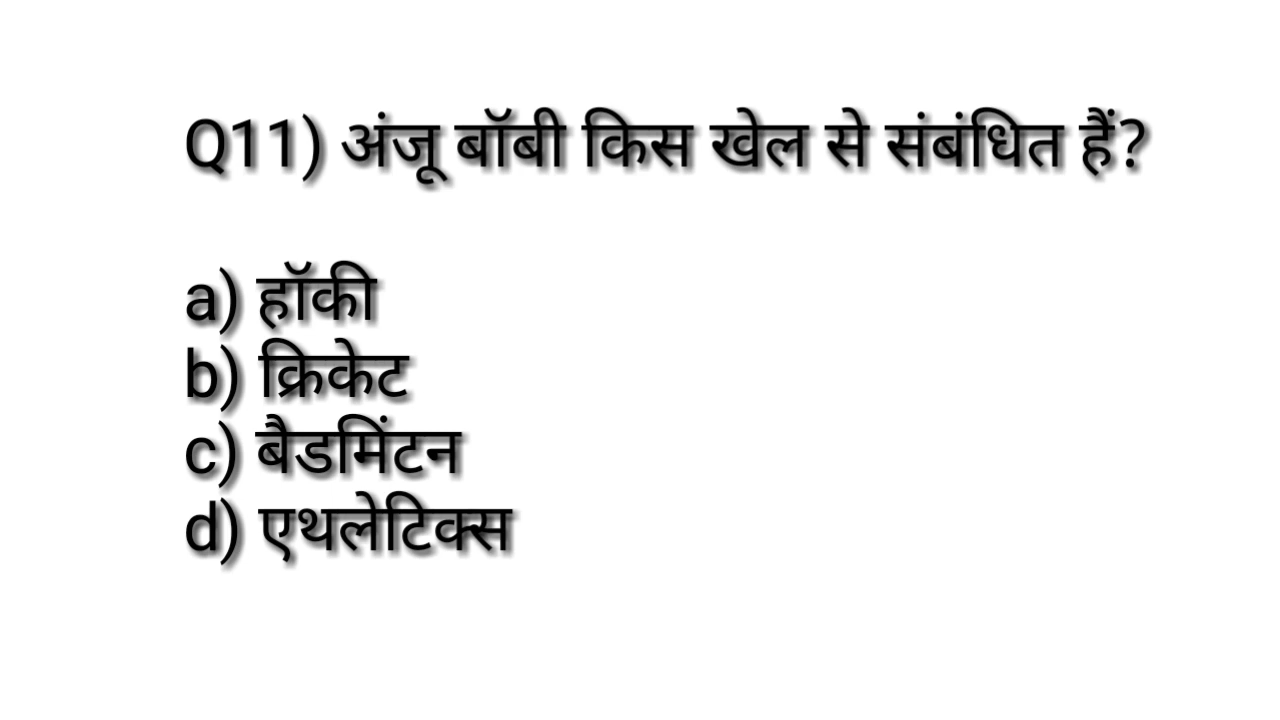 Q11) अंजू बॉबी किस खेल से संबंधित हैं?
a) हॉकी
b) क्रिकेट
c) बैडमिंटन
d) एथलेटिक्स